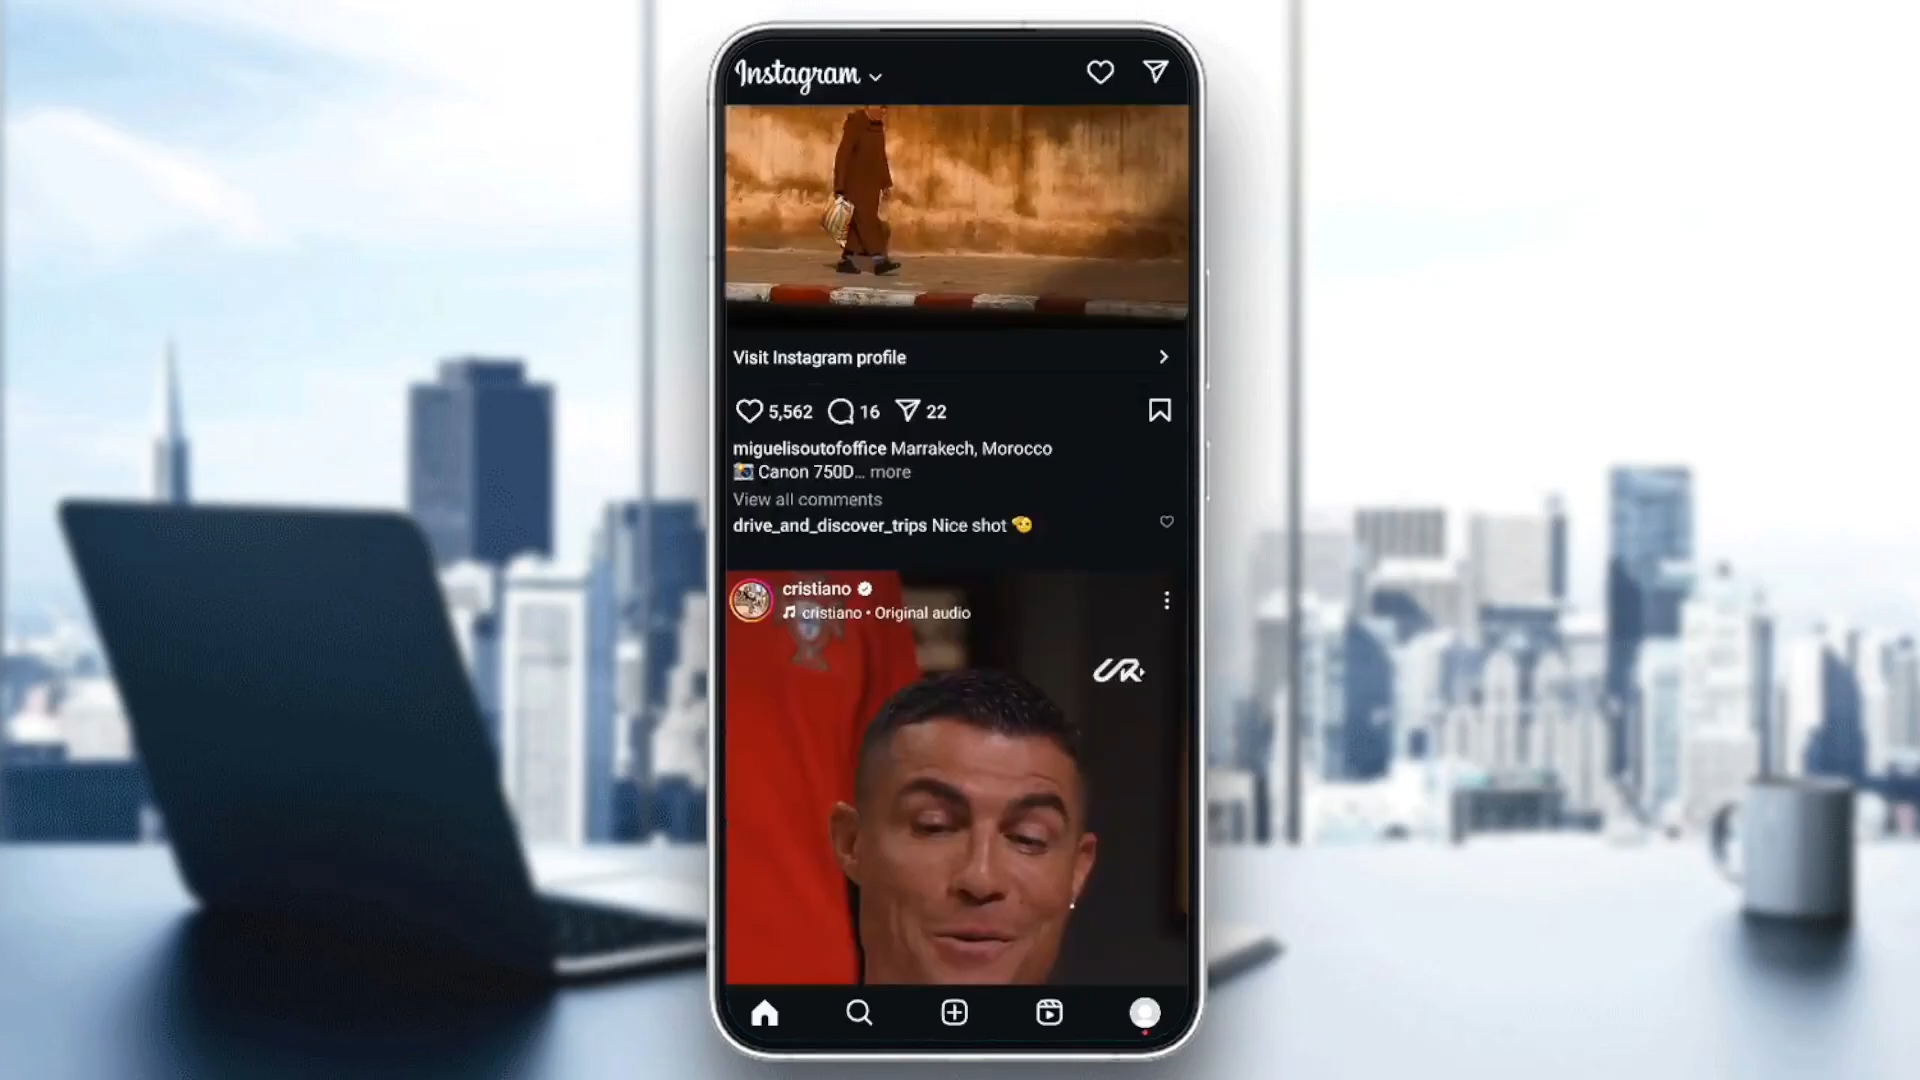 Instagram
Visit Instagram profile
5,562 16 22
miguelisoutofoffice Marrakech, Morocco
📷 Canon 750D... more
View all comments
drive_and_discover_trips Nice shot 🫡
cristiano
cristiano • Original audio
UR